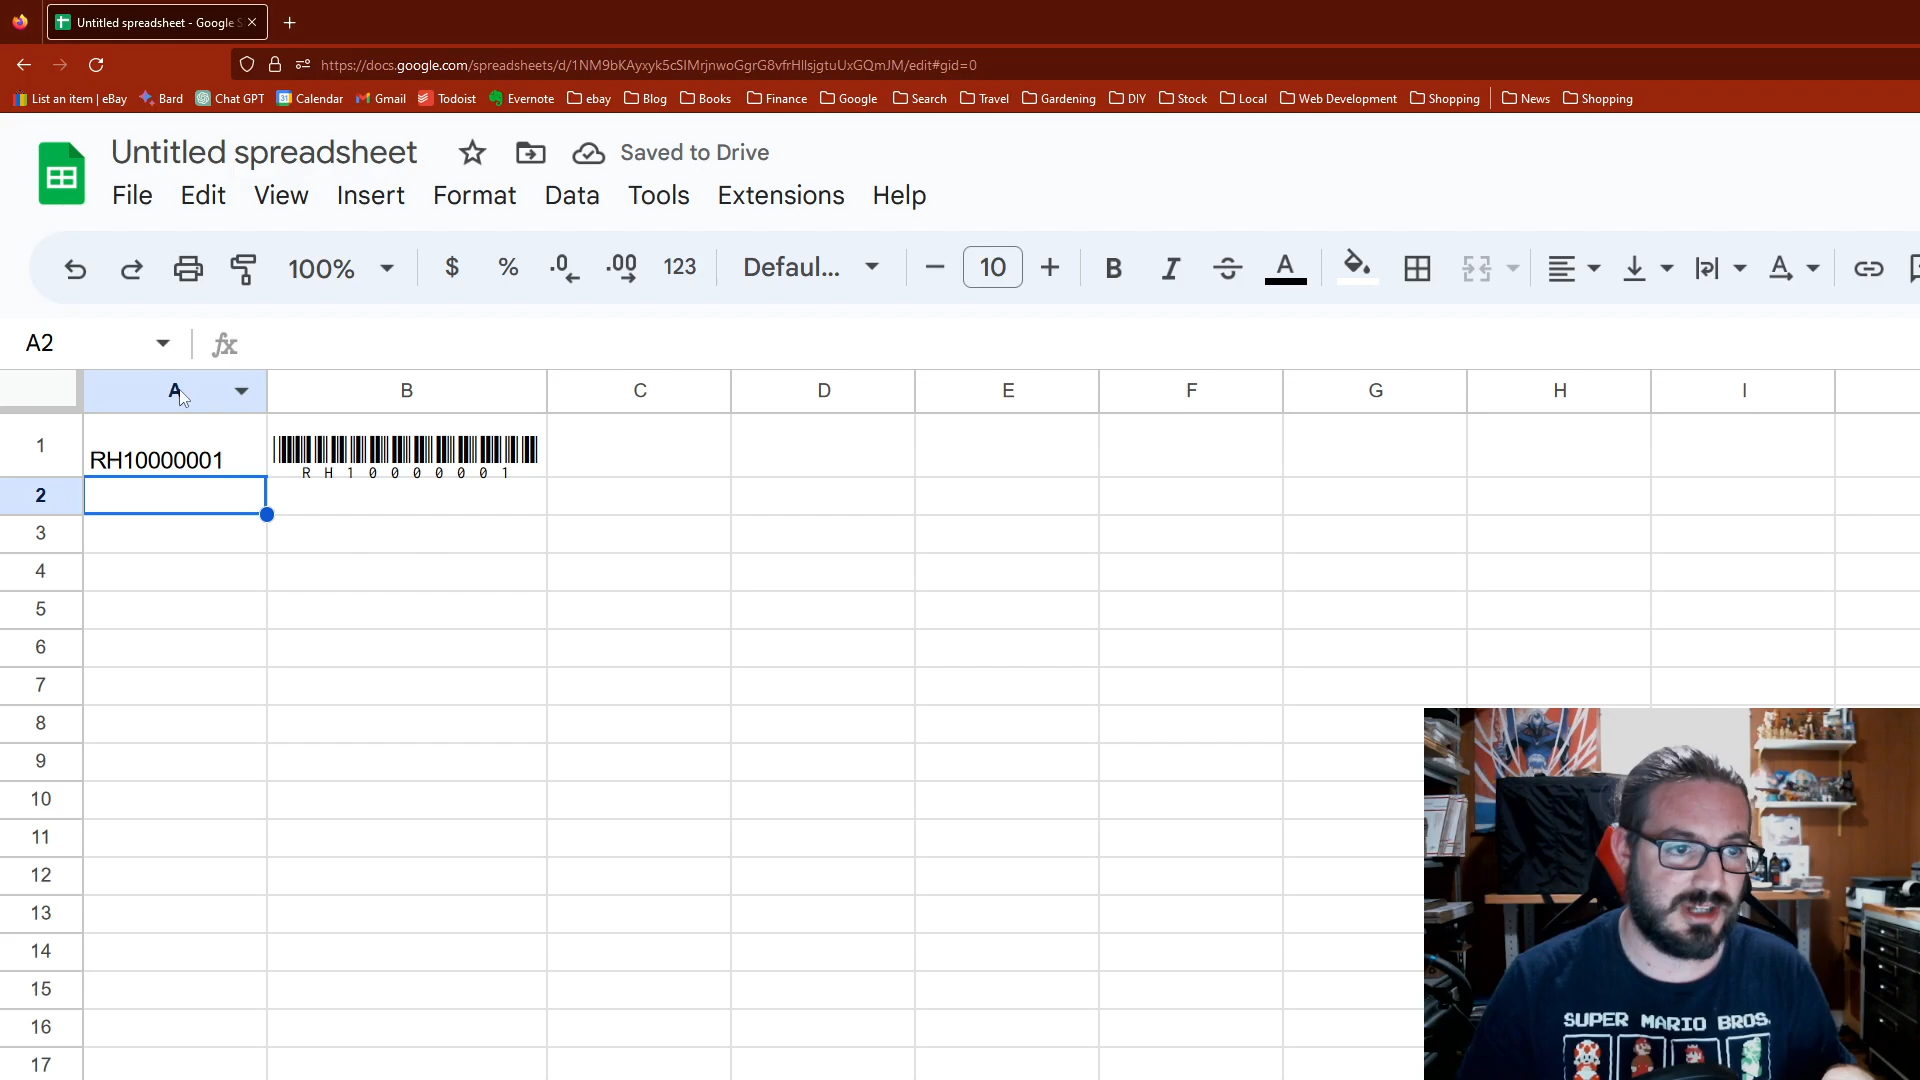 Untitled spreadsheet - Google S
https://docs.google.com/spreadsheets/d/1NM9bKAyxyk5cSIMrjnwoGgrG8vfrHIlsjgtuUxGQmJM/edit#gid=0
List an item | eBay Bard Chat GPT Calendar Gmail Todoist Evernote ebay Blog Books Finance Google Search Travel Gardening DIY Stock Local Web Development Shopping News Shopping
Untitled spreadsheet Saved to Drive
File Edit View Insert Format Data Tools Extensions Help
100% $ % .0 .00 123 Defaul... 10 B I S A A
A2 fx
A B C D E F G H I
1 RH10000001 R H 1 0 0 0 0 0 0 1
2
3
4
5
6
7
8
9
10
11
12
13
14
15
16
17
SUPER MARIO BROS.